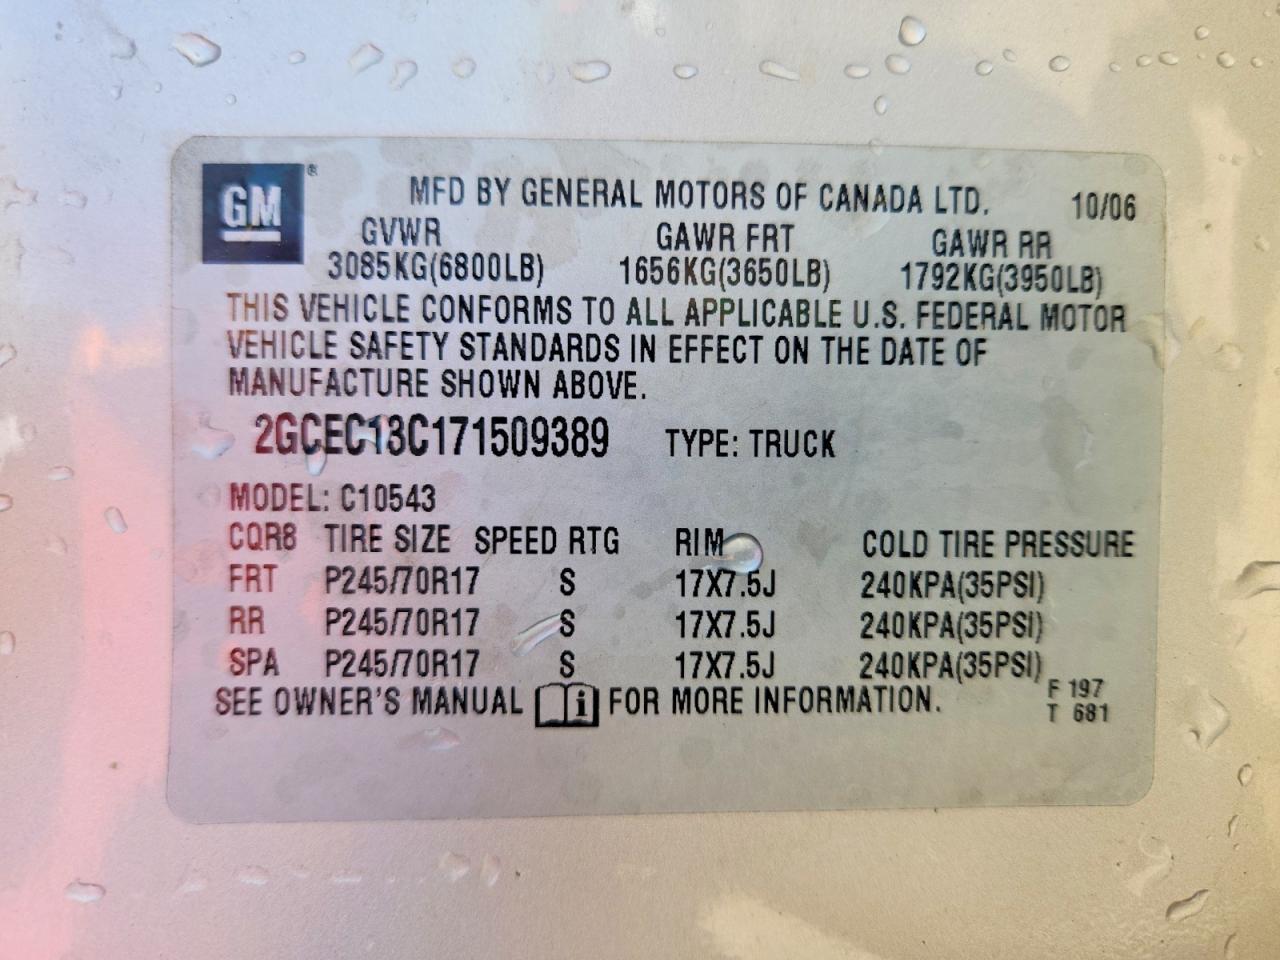 GM®
MFD BY GENERAL MOTORS OF CANADA LTD. 10/06
GVWR GAWR FRT GAWR RR
3085KG(6800LB) 1656KG(3650LB) 1792KG(3950LB)
THIS VEHICLE CONFORMS TO ALL APPLICABLE U.S. FEDERAL MOTOR
VEHICLE SAFETY STANDARDS IN EFFECT ON THE DATE OF
MANUFACTURE SHOWN ABOVE.
2GCEC13C171509389 TYPE: TRUCK
MODEL: C10543
CQR8 TIRE SIZE SPEED RTG RIM COLD TIRE PRESSURE
FRT P245/70R17 S 17X7.5J 240KPA(35PSI)
RR P245/70R17 S 17X7.5J 240KPA(35PSI)
SPA P245/70R17 S 17X7.5J 240KPA(35PSI)
SEE OWNER'S MANUAL i FOR MORE INFORMATION.
F 197
T 681